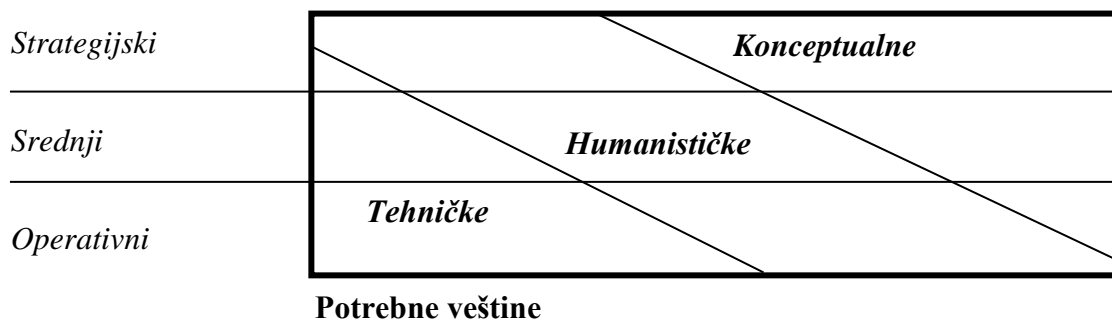 Strategijski
Konceptualne
Srednji
Humanističke
Tehničke
Operativni
Potrebne veštine